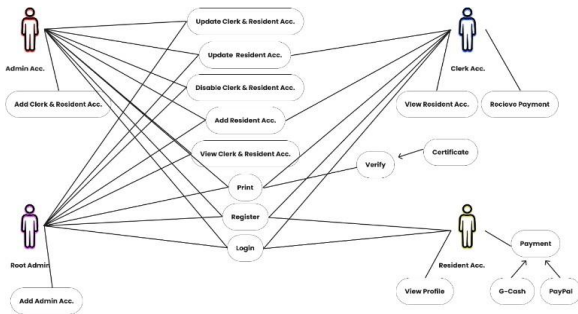 Update Clerk & Resident Acc.
Update Resident Acc.
Admin Acc.
Clerk Acc.
Disable Clerk & Resident Acc.
Add Clerk & Resident Acc.
View Resident Acc.
Recieve Payment
Add Resident Acc.
View Clerk & Resident Acc.
Certificate
Verify
Print
Register
Login
Payment
Root Admin
Resident Acc.
View Profile
G-Cash
PayPal
Add Admin Acc.